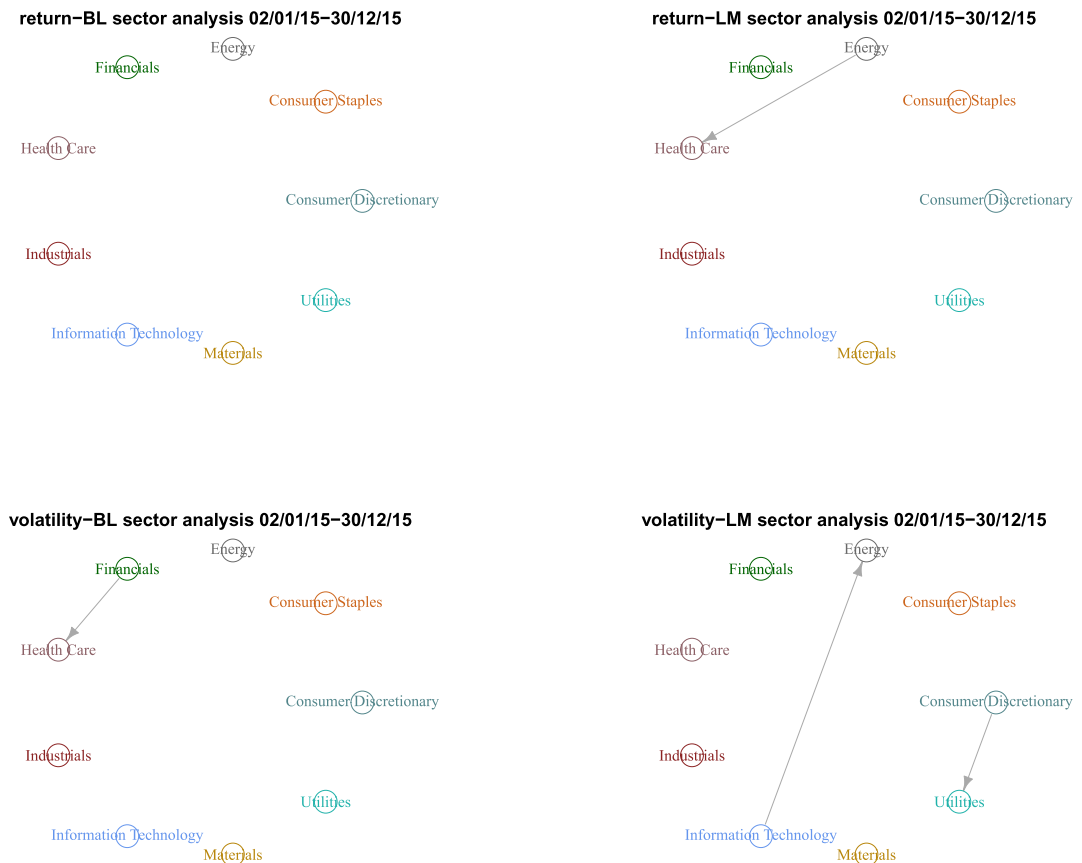 return−BL sector analysis 02/01/15−30/12/15
Energy
Financials
Consumer Staples
Health Care
Consumer Discretionary
Industrials
Utilities
Information Technology
Materials
return−LM sector analysis 02/01/15−30/12/15
Energy
Financials
Consumer Staples
Health Care
Consumer Discretionary
Industrials
Utilities
Information Technology
Materials
volatility−BL sector analysis 02/01/15−30/12/15
Energy
Financials
Consumer Staples
Health Care
Consumer Discretionary
Industrials
Utilities
Information Technology
Materials
volatility−LM sector analysis 02/01/15−30/12/15
Energy
Financials
Consumer Staples
Health Care
Consumer Discretionary
Industrials
Utilities
Information Technology
Materials